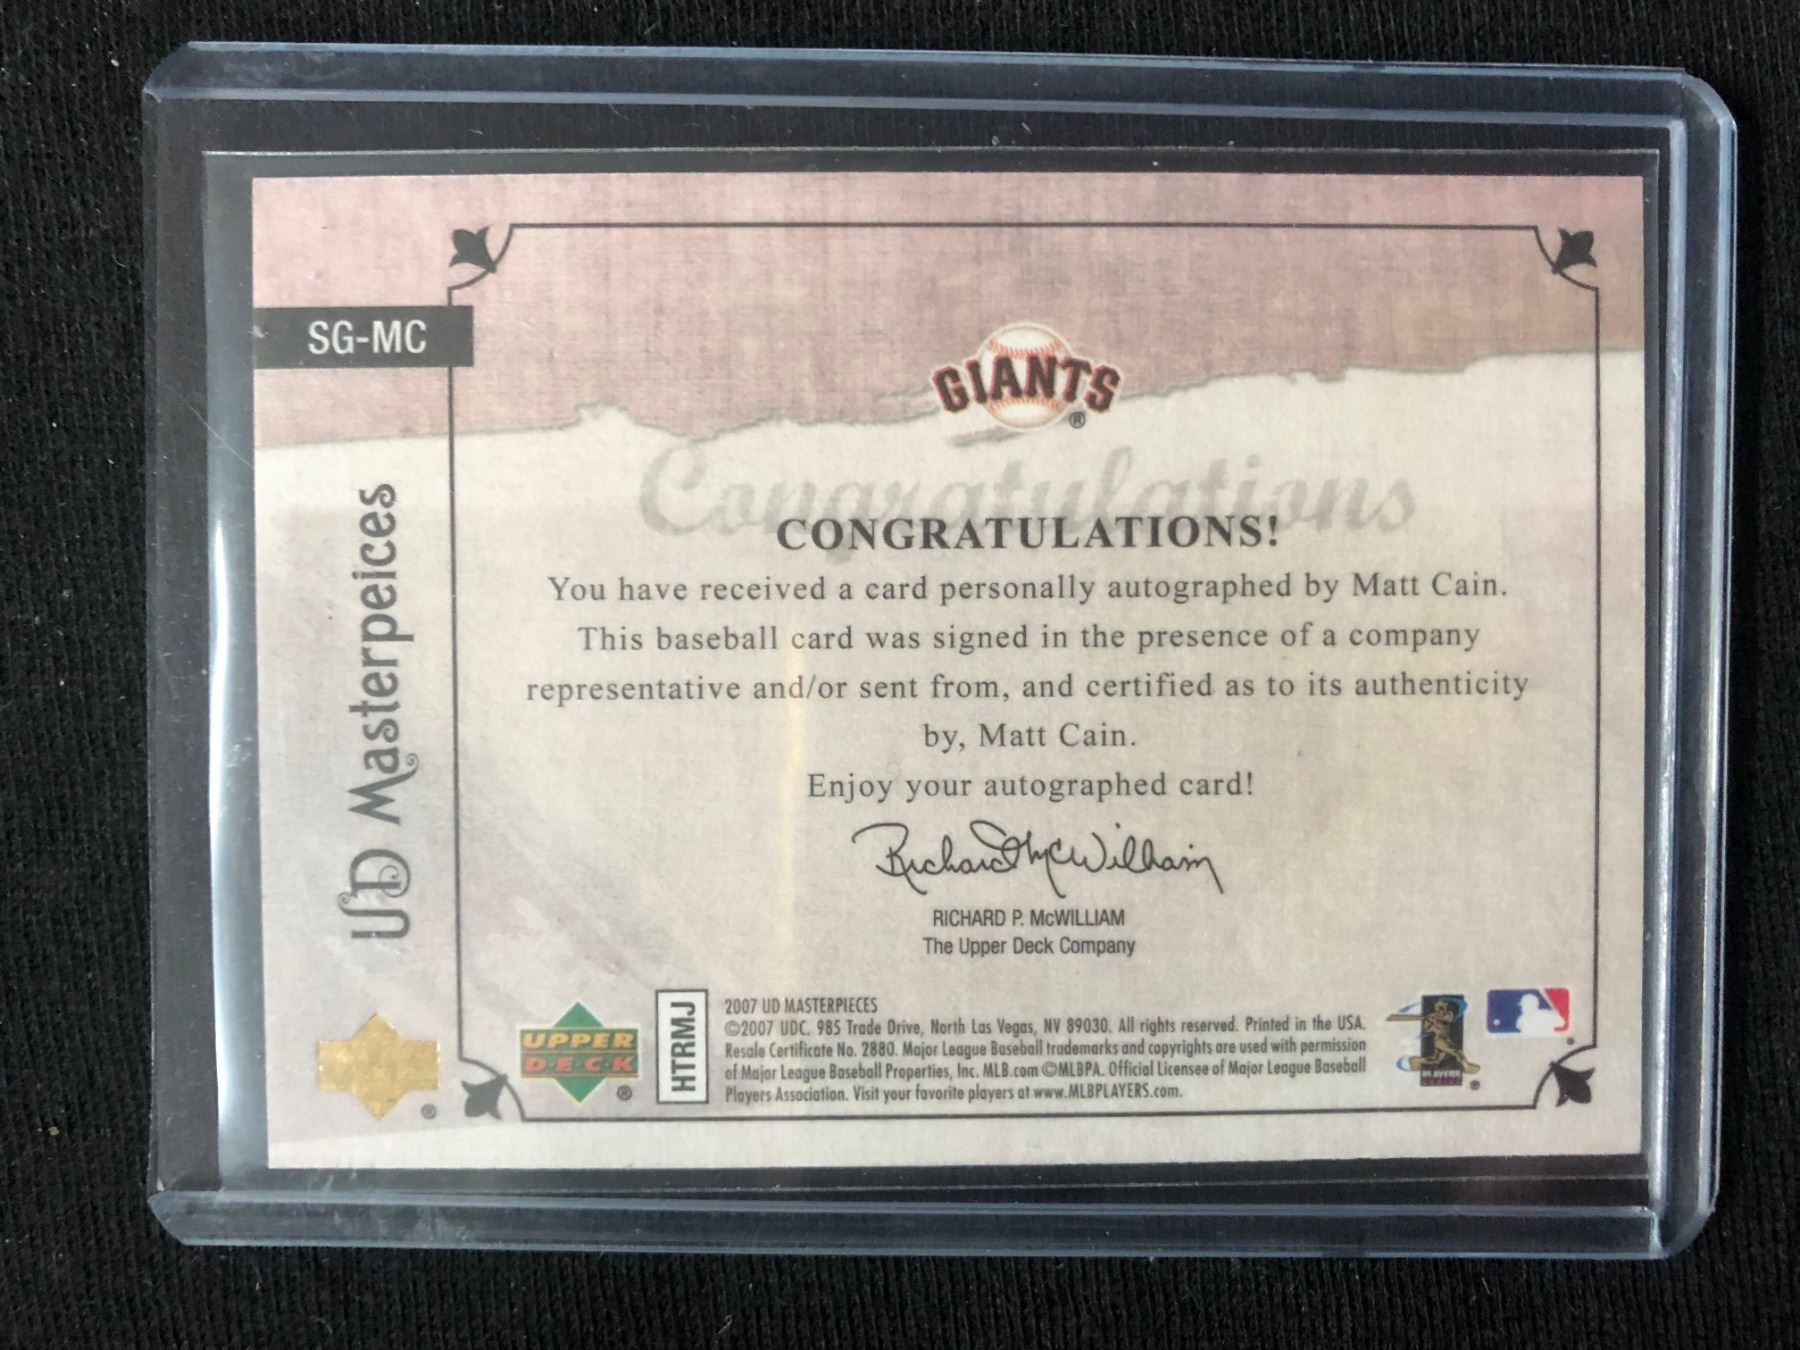 SG-MC
GIANTS
®
Congratulations
CONGRATULATIONS!
You have received a card personally autographed by Matt Cain.
This baseball card was signed in the presence of a company
representative and/or sent from, and certified as to its authenticity
by, Matt Cain.
Enjoy your autographed card!
Richard McWilliam
RICHARD P. McWILLIAM
The Upper Deck Company
UD Masterpeices
®
UPPER
DECK
®
HTRMJ
2007 UD MASTERPIECES
©2007 UDC. 985 Trade Drive, North Las Vegas, NV 89030. All rights reserved. Printed in the USA.
Resale Certificate No. 2880. Major League Baseball trademarks and copyrights are used with permission
of Major League Baseball Properties, Inc. MLB.com ©MLBPA. Official Licensee of Major League Baseball
Players Association. Visit your favorite players at www.MLBPLAYERS.com.
PLAYERS
®